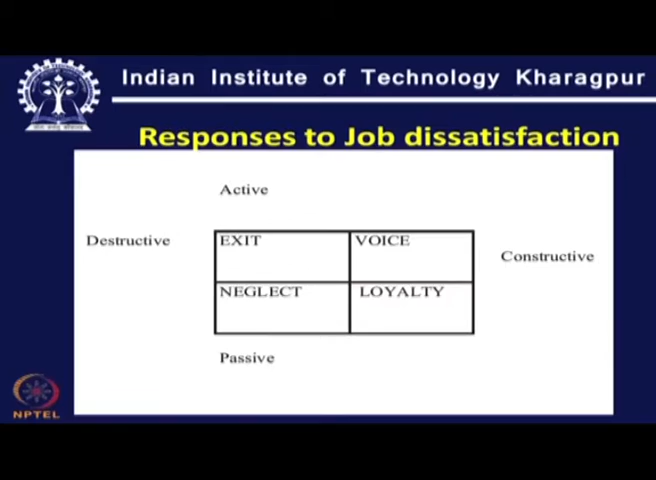 Indian Institute of Technology Kharagpur
Responses to Job dissatisfaction
Active
Destructive
EXIT VOICE
Constructive
NEGLECT LOYALTY
Passive
NPTEL